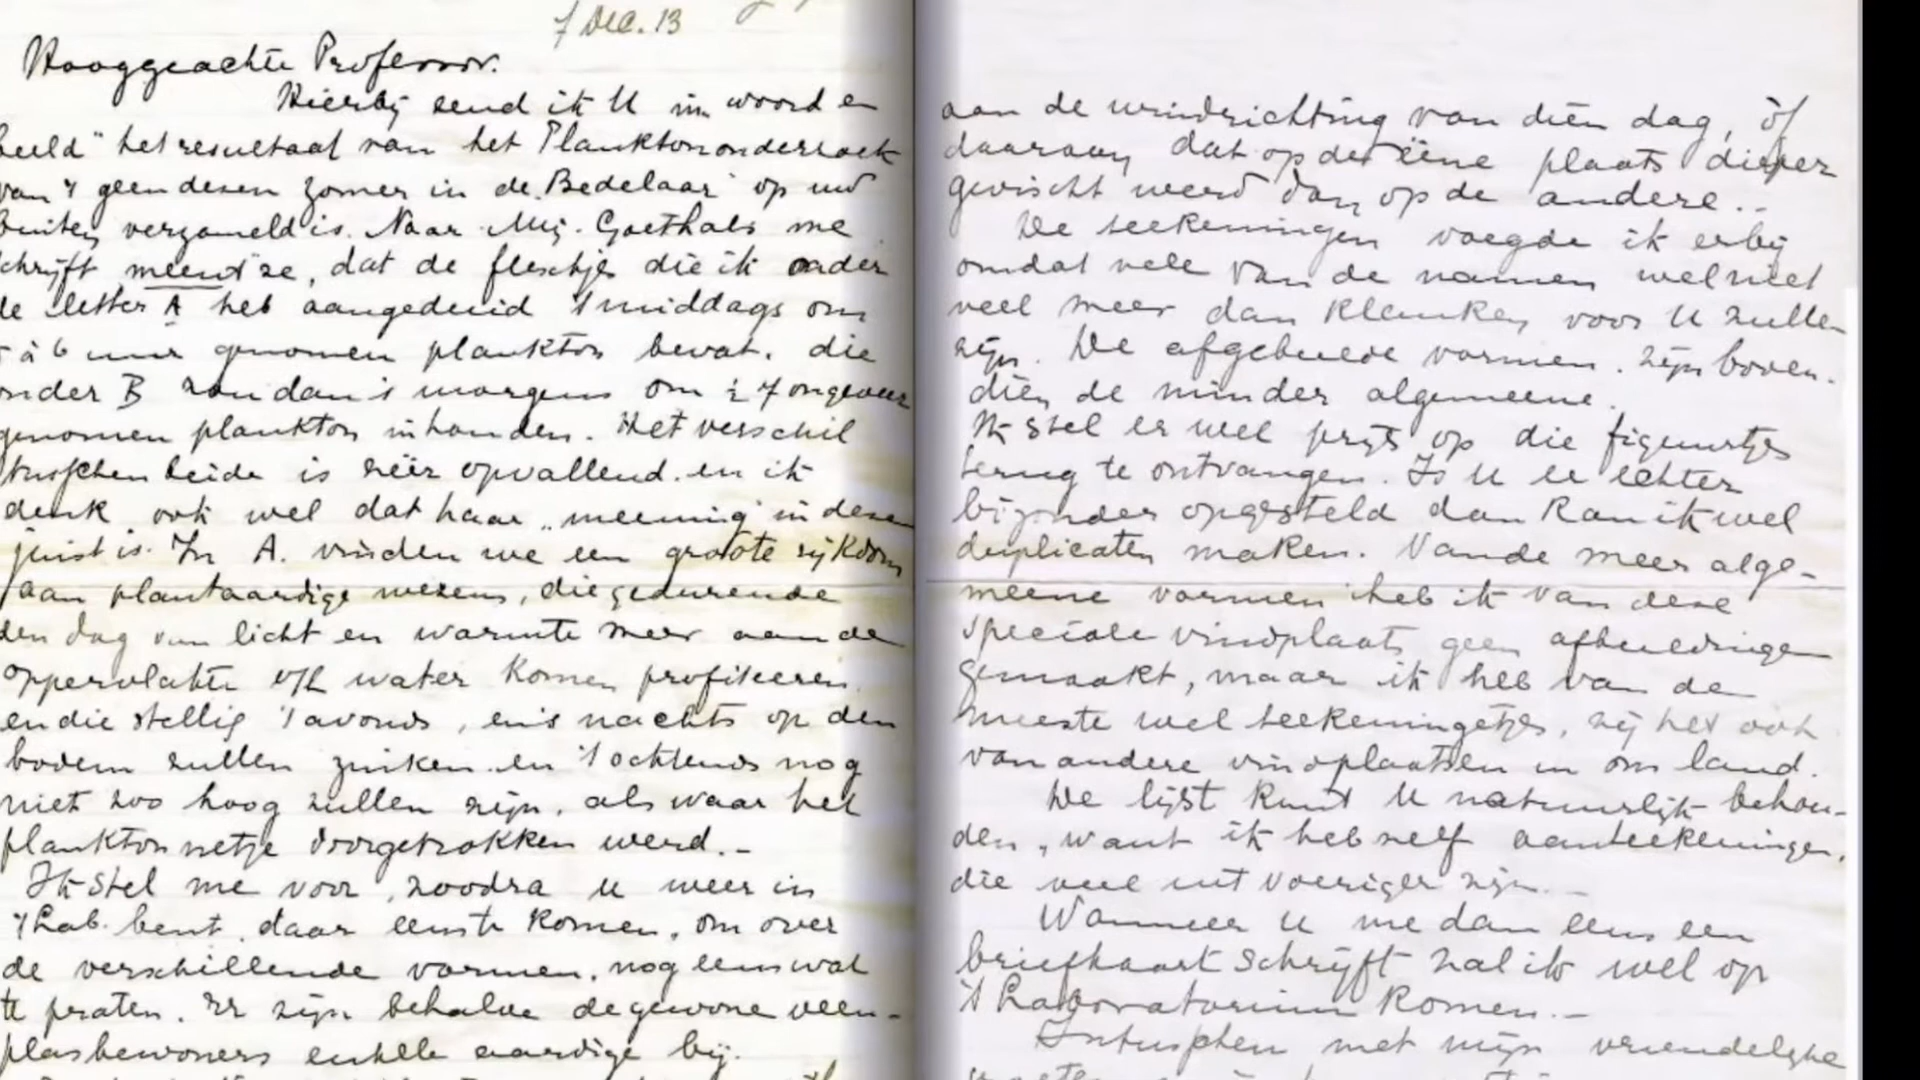 7 Dec. 13
Hooggeachte Professor.
Hierbij zend ik U in woord en
beeld" het resultaat van het Planktononderzoek
van 't geen dezen zomer in de "Bedelaar" op uw
buiten verzameld is. Naar Mej. Goethals me
schrijft meent ze, dat de fleschjes die ik onder
de letter A heb aangeduid 's middags om
5 à 6 uur genomen plankton bevat. die
onder B zou dan 's morgens om ½ 7 ongeveer
genomen plankton inhouden. Het verschil
tusschen beide is zéér opvallend en ik
denk ook wel dat haar „meening" in dezen
juist is. In A. vinden we een groote rijkdom
aan plantaardige wezens, die gedurende
den dag van licht en warmte meer aan de
oppervlakte v/h water komen profiteeren
en die stellig 's avonds, en 's nachts op den
bodem zullen zinken en 's ochtends nog
niet zoo hoog zullen zijn, als waar het
planktonnetje doorgetrokken werd.-
Ik stel me voor, zoodra u weer in
't Lab. bent, daar eens te komen, om over
de verschillende vormen, nog eens wat
te praten. Er zijn behalve de gewone veen-
plasbewoners enkele aardige bij.
aan de windrichting van dien dag, òf
daaraan dat op de ééne plaats dieper
gevischt werd dan op de andere.-
De teekeningen voegde ik erbij
omdat vele van de namen wel niet
veel meer dan klanken voor U zullen
zijn. De afgebeelde vormen. zijn boven-
dien de minder algemeene.
Ik stel er wel prijs op die figuurtjes
terug te ontvangen. Is U er echter
bijzonder opgesteld dan kan ik wel
duplicaten maken. Van de meer alge-
meene vormen heb ik van deze
speciale vindplaats geen afbeeldingen
gemaakt, maar ik heb van de
meeste wel teekeningetjes, zij het ook
van andere vindplaatsen in ons land.
De lijst kunt U natuurlijk behou-
den, want ik heb zelf aanteekeningen,
die veel uitvoeriger zijn.-
Wanneer U me dan eens een
briefkaart schrijft zal ik wel op
't Laboratorium komen.-
Intusschen met mijn vriendelijke